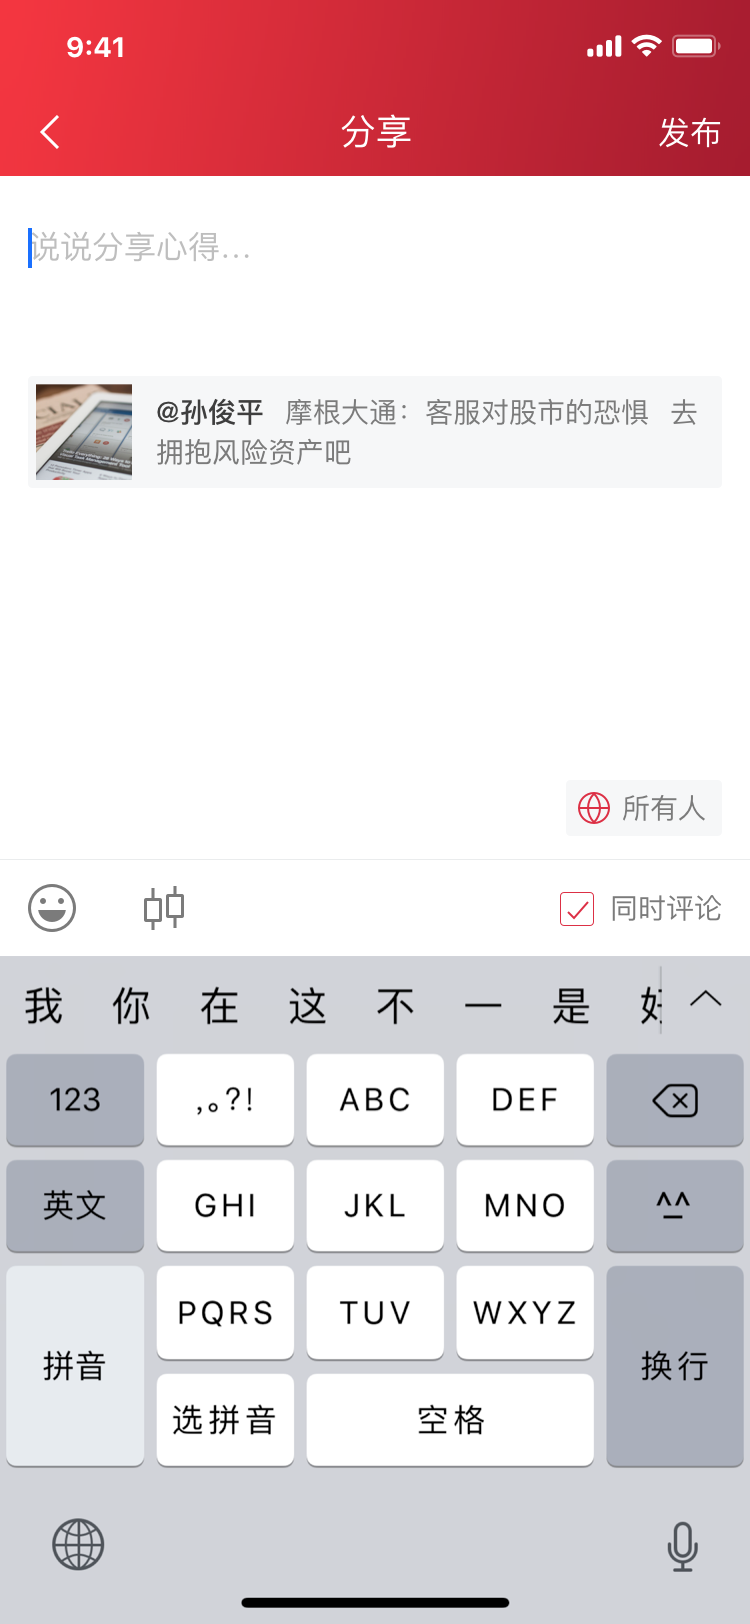 9:41
分享
发布
说说分享心得...
@孙俊平 摩根大通：客服对股市的恐惧 去
拥抱风险资产吧
所有人
同时评论
我 你 在 这 不 一 是 好
123 ,。?! ABC DEF
英文 GHI JKL MNO ^^
拼音 PQRS TUV WXYZ 换行
选拼音 空格